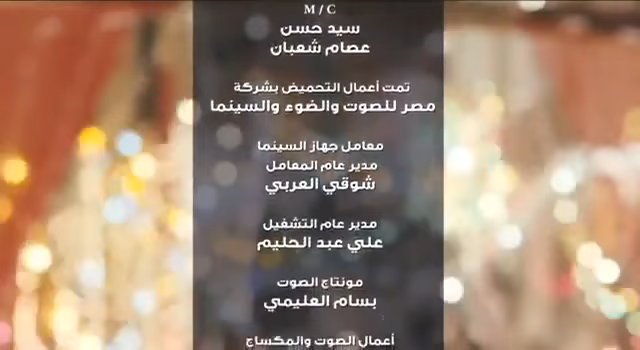 M / C
سيد حسن
عصام شعبان
تمت أعمال التحميض بشركة
مصر للصوت والضوء والسينما
معامل جهاز السينما
مدير عام المعامل
شوقي العربي
مدير عام التشغيل
علي عبد الحليم
مونتاج الصوت
بسام العليمي
أعمال الصوت والمكساج